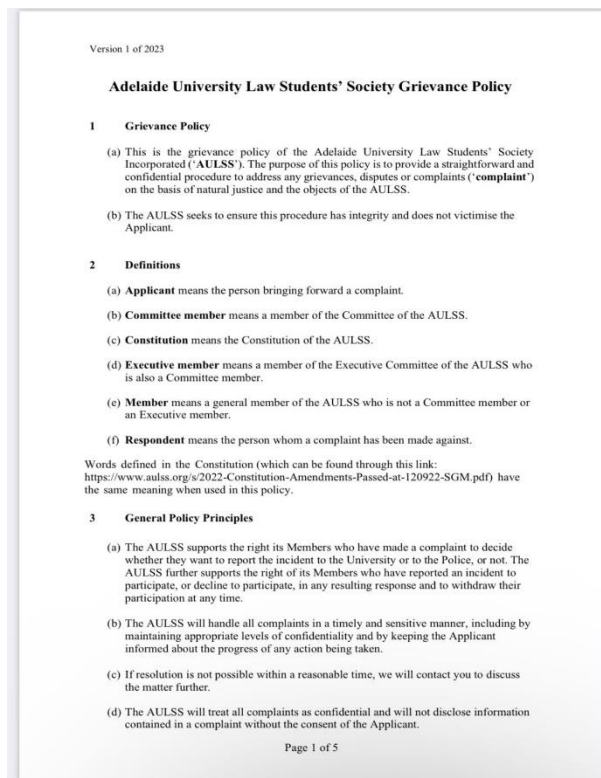 Version 1 of 2023
Adelaide University Law Students' Society Grievance Policy
1 Grievance Policy
(a) This is the grievance policy of the Adelaide University Law Students' Society
Incorporated ('AULSS'). The purpose of this policy is to provide a straightforward and
confidential procedure to address any grievances, disputes or complaints ('complaint')
on the basis of natural justice and the objects of the AULSS.
(b) The AULSS seeks to ensure this procedure has integrity and does not victimise the
Applicant.
2 Definitions
(a) Applicant means the person bringing forward a complaint.
(b) Committee member means a member of the Committee of the AULSS.
(c) Constitution means the Constitution of the AULSS.
(d) Executive member means a member of the Executive Committee of the AULSS who
is also a Committee member.
(e) Member means a general member of the AULSS who is not a Committee member or
an Executive member.
(f) Respondent means the person whom a complaint has been made against.
Words defined in the Constitution (which can be found through this link:
https://www.aulss.org/s/2022-Constitution-Amendments-Passed-at-120922-SGM.pdf) have
the same meaning when used in this policy.
3 General Policy Principles
(a) The AULSS supports the right its Members who have made a complaint to decide
whether they want to report the incident to the University or to the Police, or not. The
AULSS further supports the right of its Members who have reported an incident to
participate, or decline to participate, in any resulting response and to withdraw their
participation at any time.
(b) The AULSS will handle all complaints in a timely and sensitive manner, including by
maintaining appropriate levels of confidentiality and by keeping the Applicant
informed about the progress of any action being taken.
(c) If resolution is not possible within a reasonable time, we will contact you to discuss
the matter further.
(d) The AULSS will treat all complaints as confidential and will not disclose information
contained in a complaint without the consent of the Applicant.
Page 1 of 5